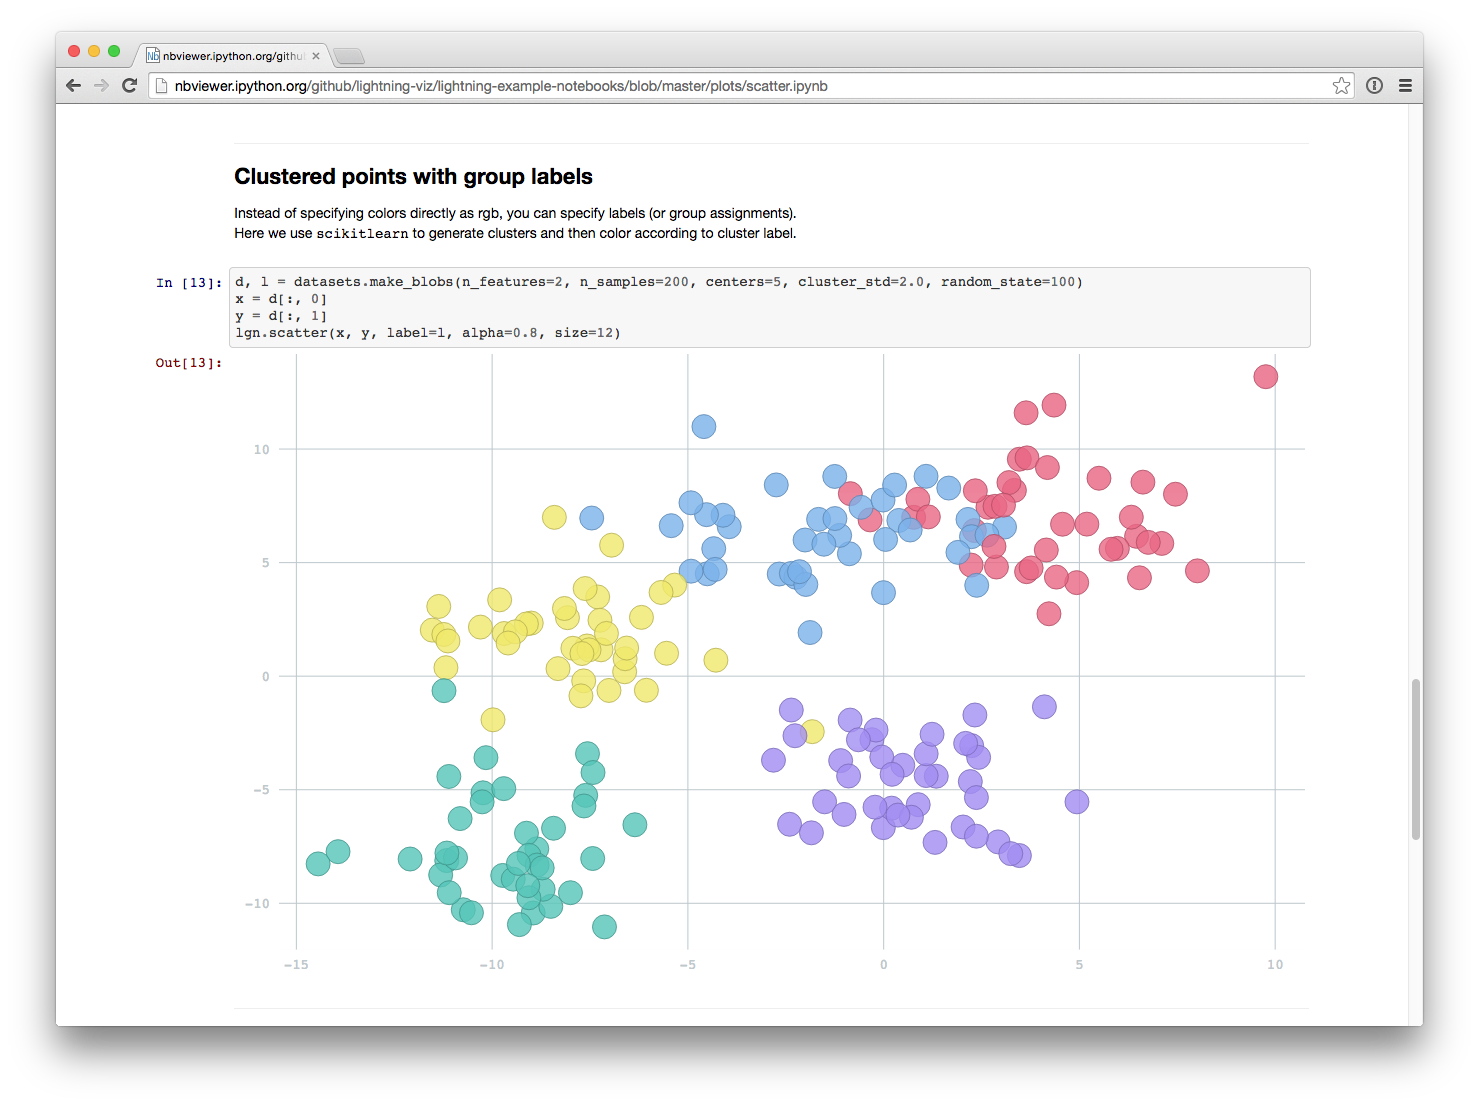 nbviewer.ipython.org/githu
nbviewer.ipython.org/github/lightning-viz/lightning-example-notebooks/blob/master/plots/scatter.ipynb
Clustered points with group labels
Instead of specifying colors directly as rgb, you can specify labels (or group assignments).
Here we use scikitlearn to generate clusters and then color according to cluster label.
In [13]:
d, l = datasets.make_blobs(n_features=2, n_samples=200, centers=5, cluster_std=2.0, random_state=100)
x = d[:, 0]
y = d[:, 1]
lgn.scatter(x, y, label=l, alpha=0.8, size=12)
Out[13]:
10
5
0
-5
-10
-15 -10 -5 0 5 10